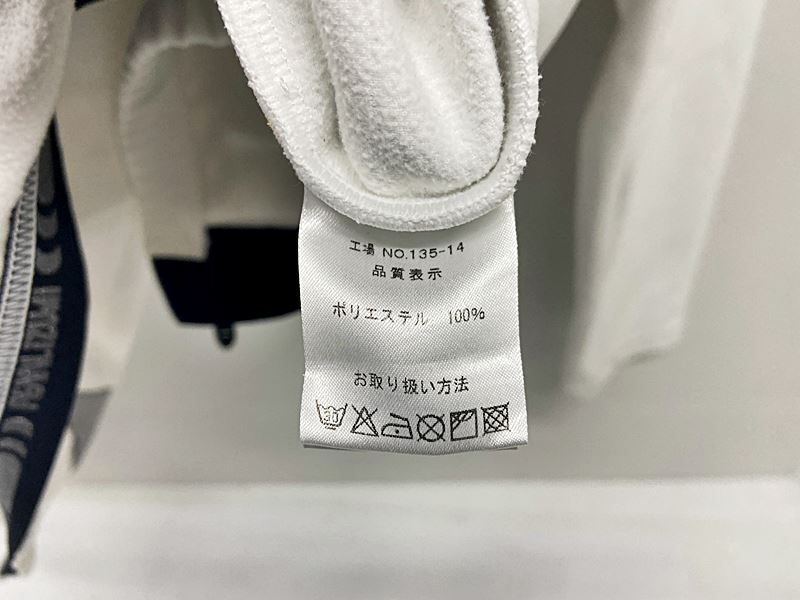 工場 NO.135-14
品質表示
ポリエステル 100%
お取り扱い方法
30